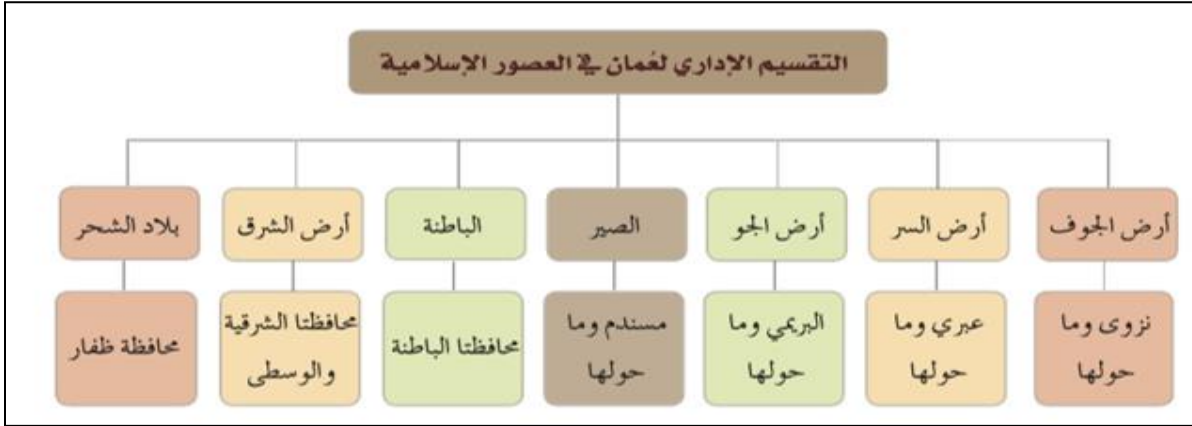 التقسيم الإداري لعُمان في العصور الإسلامية
أرض الجوف
أرض السر
أرض الجو
الصير
الباطنة
أرض الشرق
بلاد الشحر
نزوى وما
حولها
عبري وما
حولها
البريمي وما
حولها
مسندم وما
حولها
محافظتا الباطنة
محافظتا الشرقية
والوسطى
محافظة ظفار